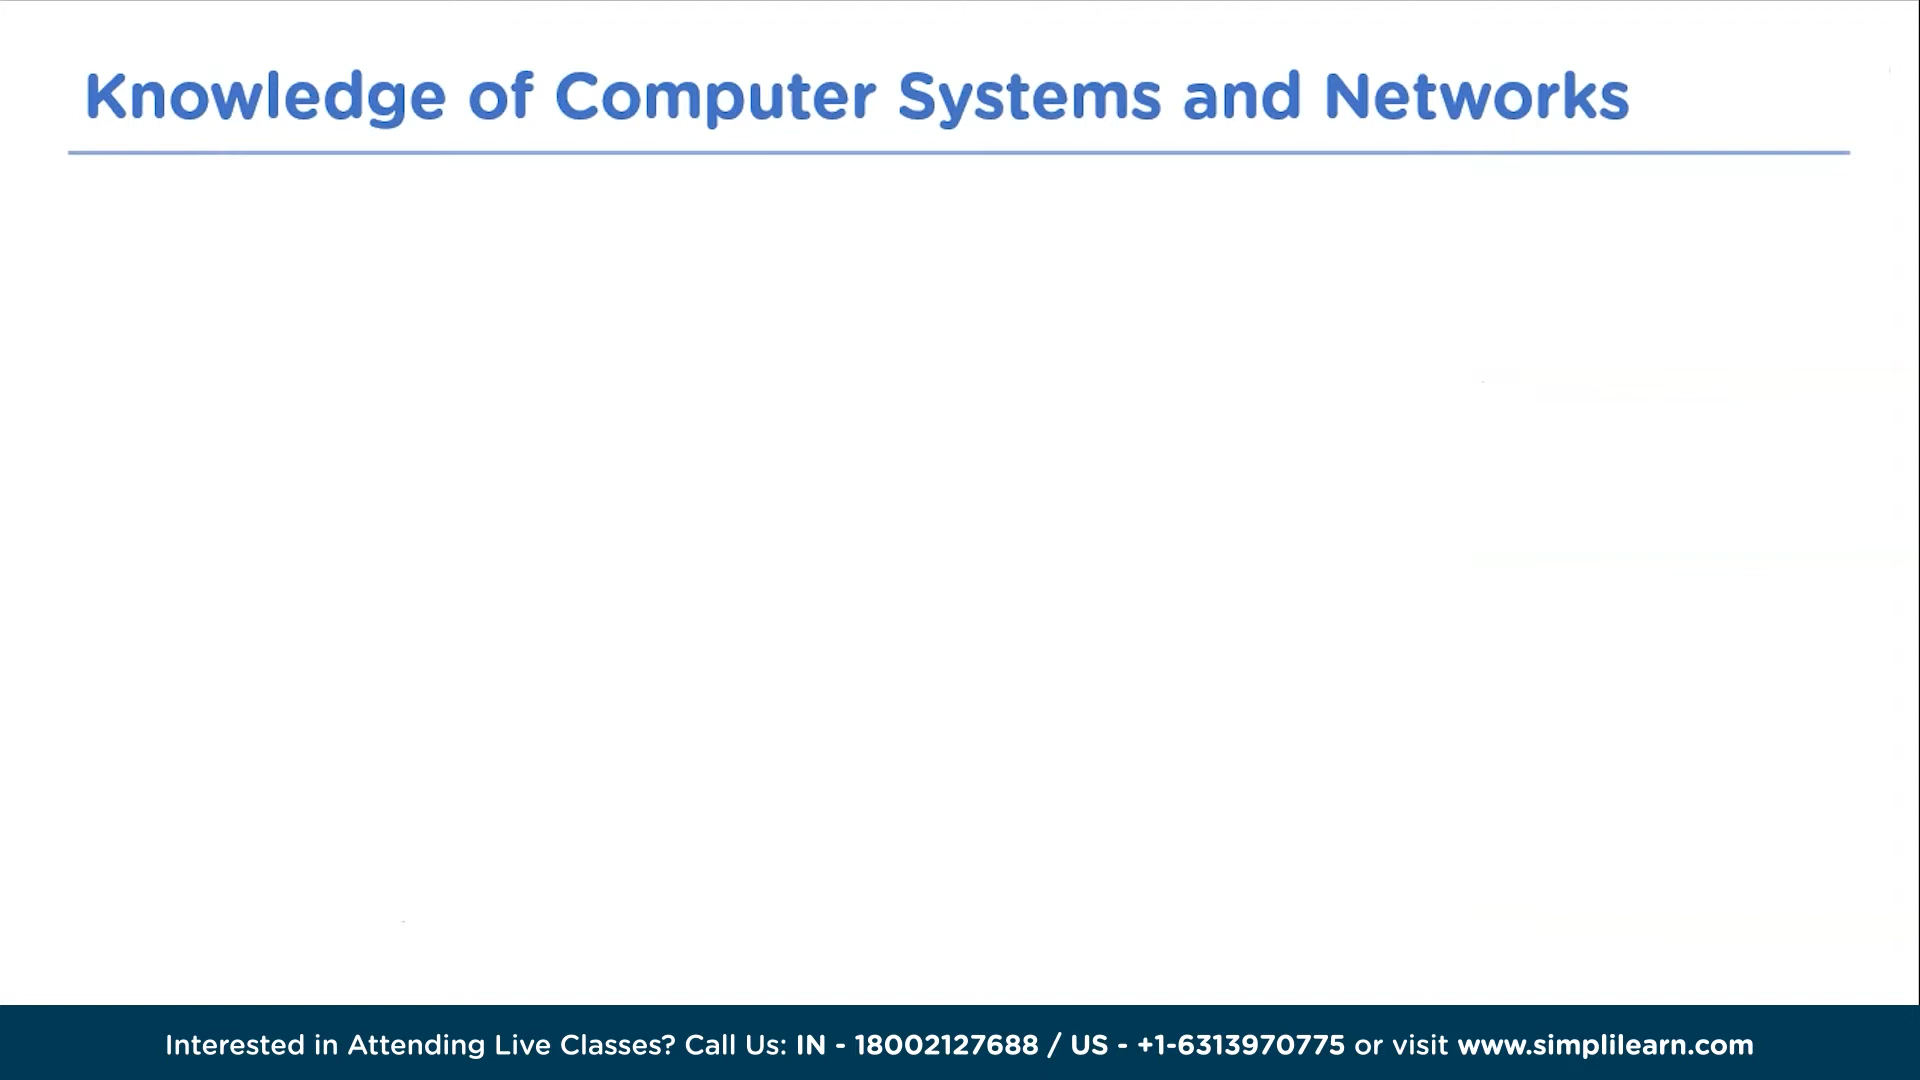 Knowledge of Computer Systems and Networks
Interested in Attending Live Classes? Call Us: IN - 18002127688 / US - +1-6313970775 or visit www.simplilearn.com